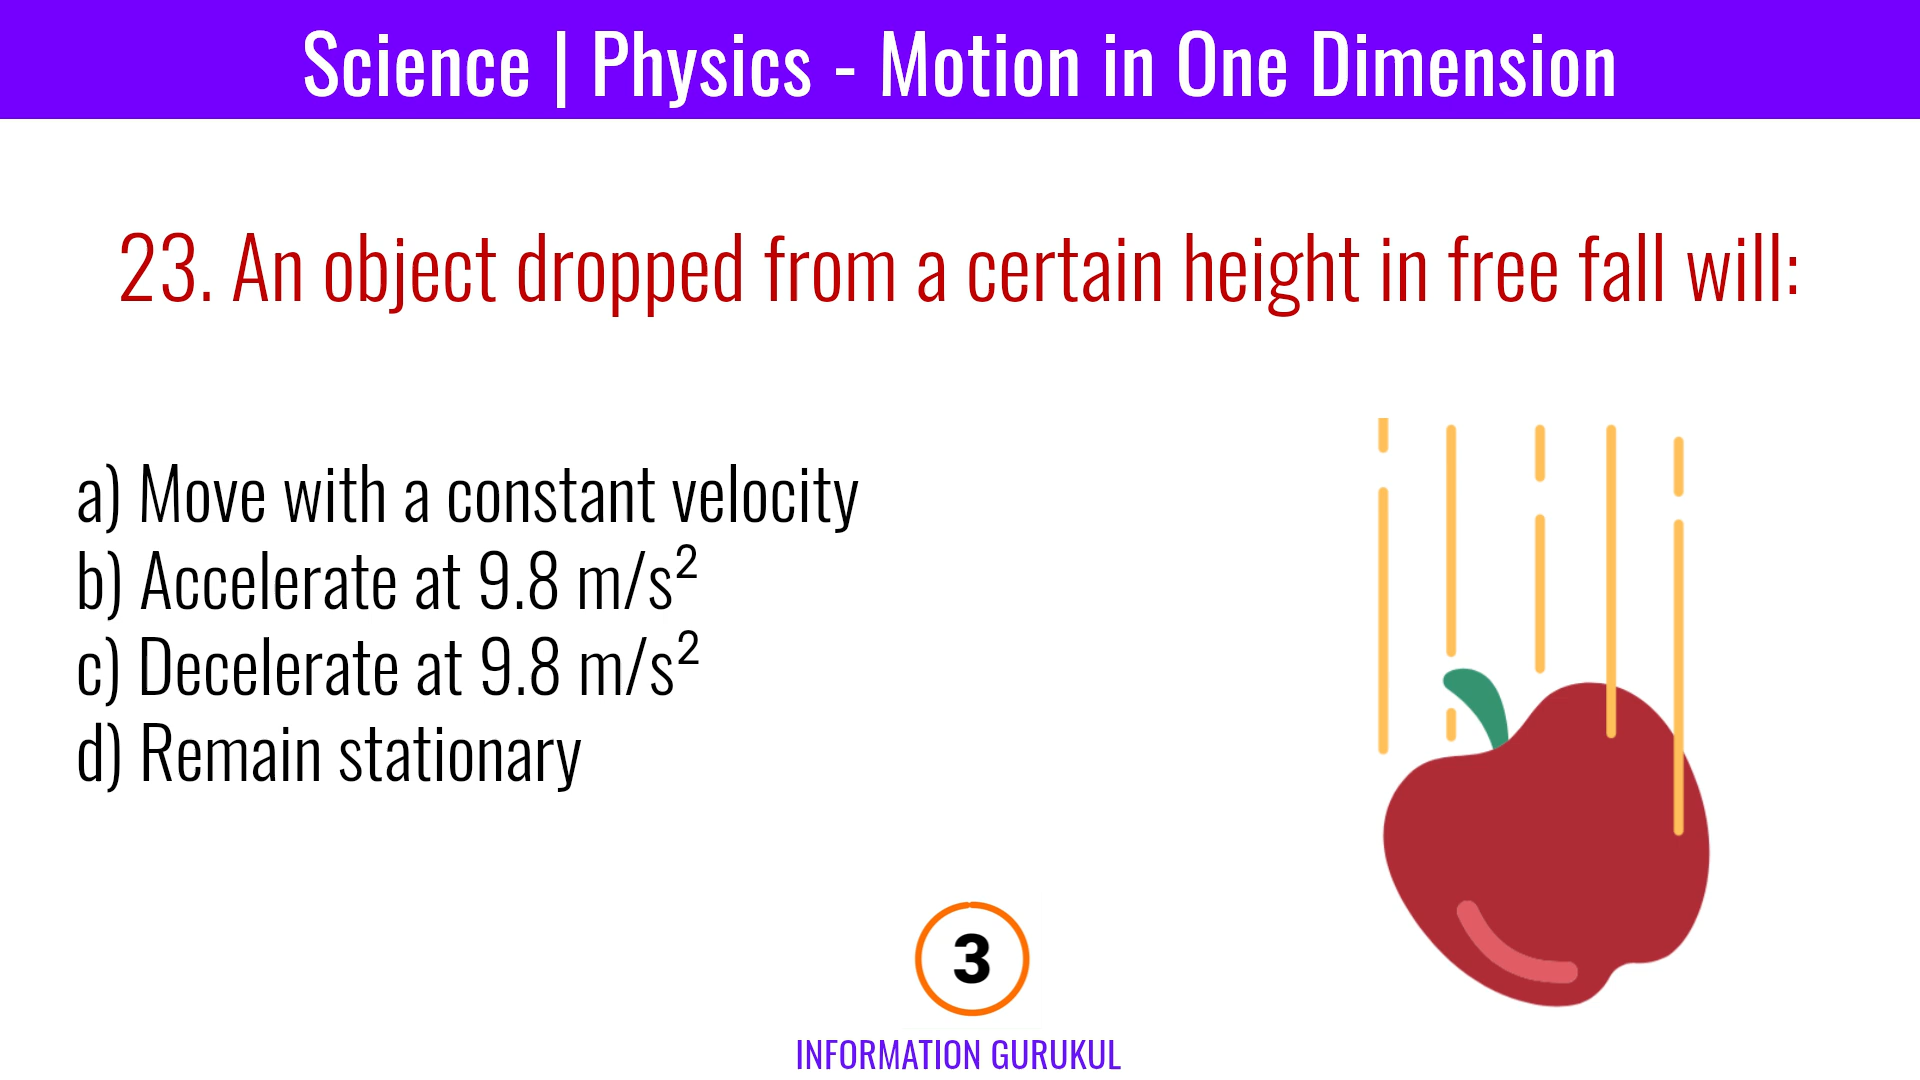 Science | Physics - Motion in One Dimension
23. An object dropped from a certain height in free fall will:
a) Move with a constant velocity
b) Accelerate at 9.8 m/s²
c) Decelerate at 9.8 m/s²
d) Remain stationary
3
INFORMATION GURUKUL